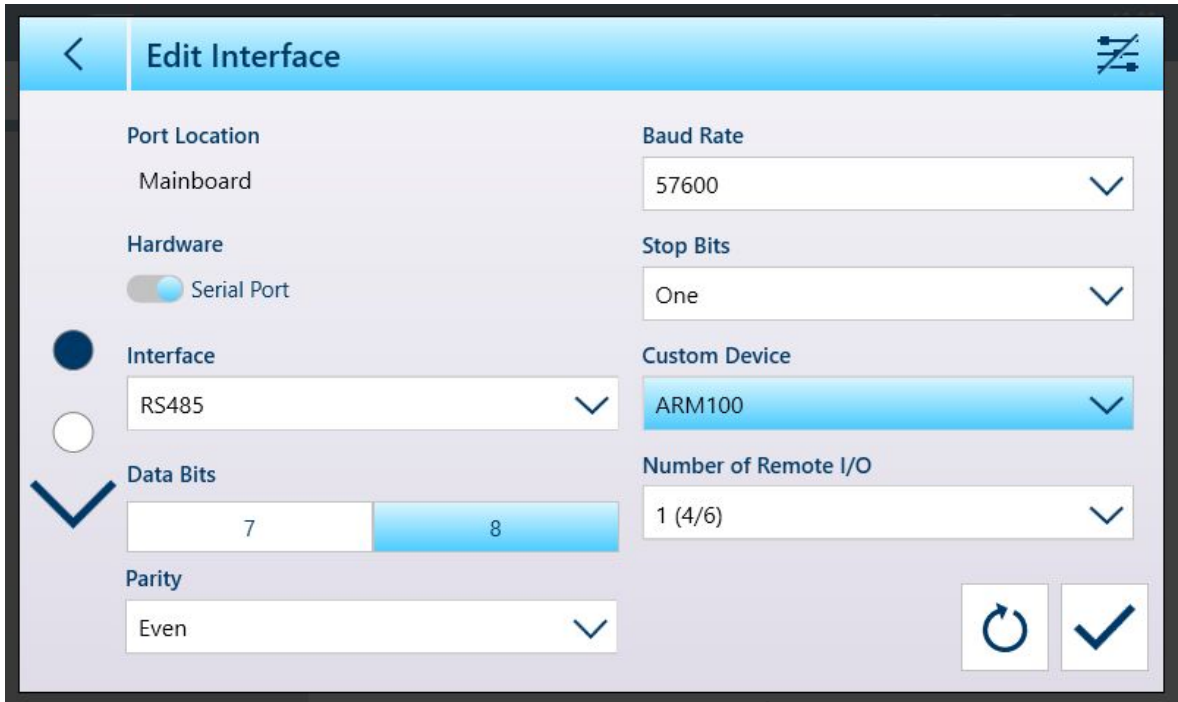 Edit Interface
Port Location
Mainboard
Hardware
Serial Port
Interface
RS485
Data Bits
7
8
Parity
Even
Baud Rate
57600
Stop Bits
One
Custom Device
ARM100
Number of Remote I/O
1 (4/6)